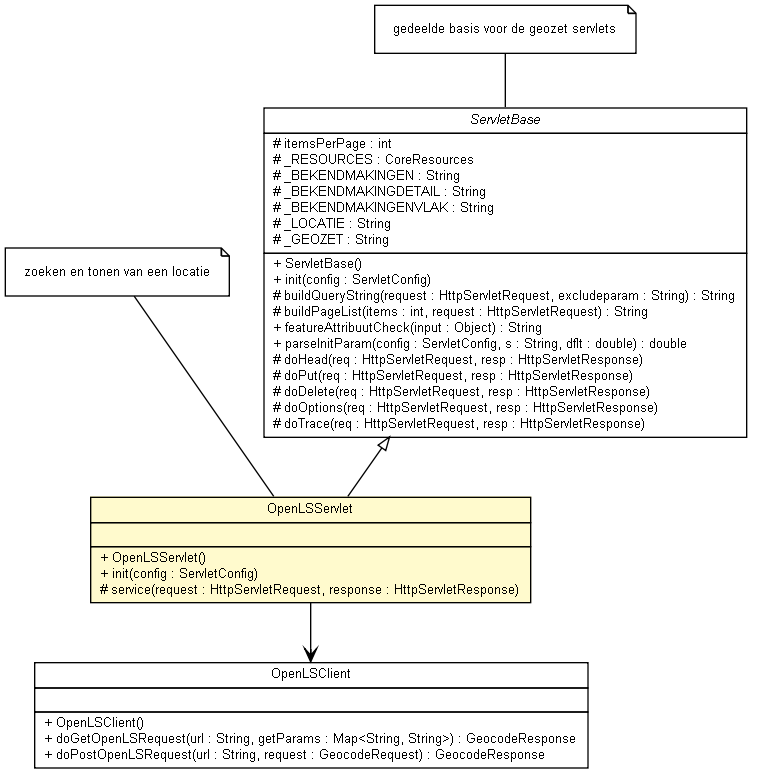 gedeelde basis voor de geozet servlets
ServletBase
# itemsPerPage : int
# _RESOURCES : CoreResources
# _BEKENDMAKINGEN : String
# _BEKENDMAKINGDETAIL : String
# _BEKENDMAKINGENVLAK : String
# _LOCATIE : String
# _GEOZET : String
+ ServletBase()
+ init(config : ServletConfig)
# buildQueryString(request : HttpServletRequest, excludeparam : String) : String
# buildPageList(items : int, request : HttpServletRequest) : String
+ featureAttribuutCheck(input : Object) : String
+ parseInitParam(config : ServletConfig, s : String, dflt : double) : double
# doHead(req : HttpServletRequest, resp : HttpServletResponse)
# doPut(req : HttpServletRequest, resp : HttpServletResponse)
# doDelete(req : HttpServletRequest, resp : HttpServletResponse)
# doOptions(req : HttpServletRequest, resp : HttpServletResponse)
# doTrace(req : HttpServletRequest, resp : HttpServletResponse)
zoeken en tonen van een locatie
OpenLSServlet
+ OpenLSServlet()
+ init(config : ServletConfig)
# service(request : HttpServletRequest, response : HttpServletResponse)
OpenLSClient
+ OpenLSClient()
+ doGetOpenLSRequest(url : String, getParams : Map<String, String>) : GeocodeResponse
+ doPostOpenLSRequest(url : String, request : GeocodeRequest) : GeocodeResponse